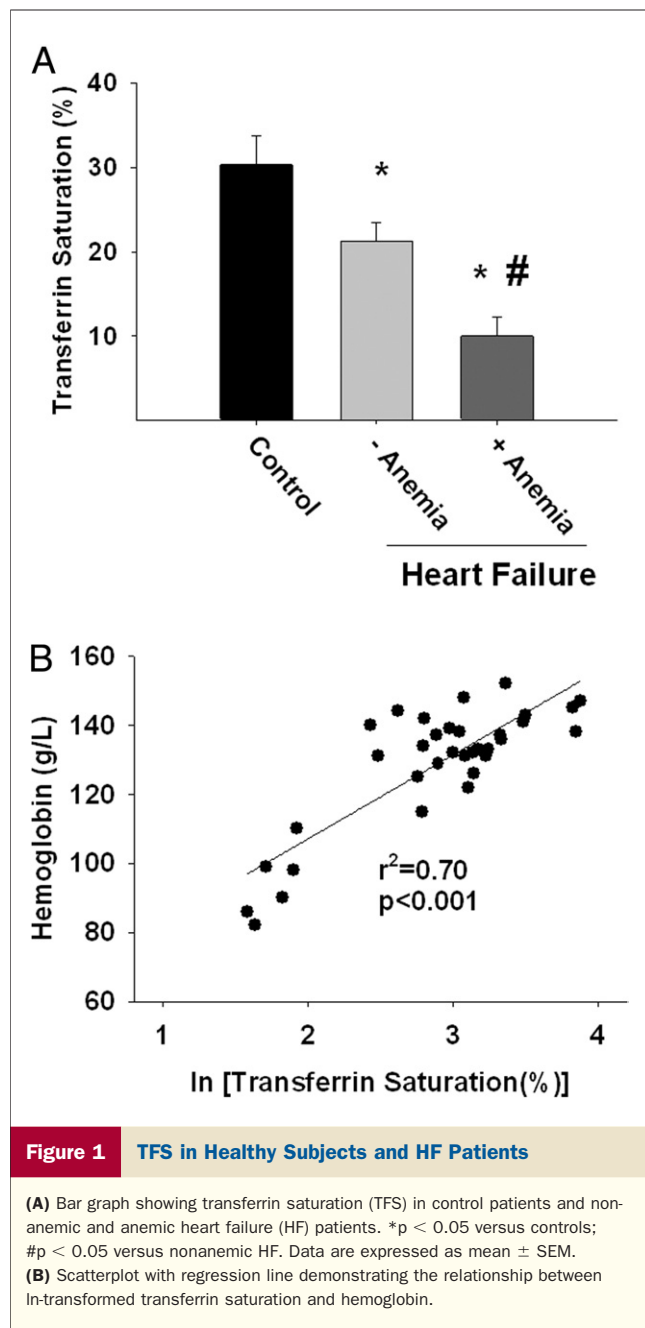 A
Transferrin Saturation (%)
40
30
20
10
*
* #
Control
- Anemia
+ Anemia
Heart Failure
B
Hemoglobin (g/L)
160
140
120
100
80
60
r²=0.70
p<0.001
1 2 3 4
ln [Transferrin Saturation(%)]
Figure 1 TFS in Healthy Subjects and HF Patients
(A) Bar graph showing transferrin saturation (TFS) in control patients and non-
anemic and anemic heart failure (HF) patients. *p < 0.05 versus controls;
#p < 0.05 versus nonanemic HF. Data are expressed as mean ± SEM.
(B) Scatterplot with regression line demonstrating the relationship between
ln-transformed transferrin saturation and hemoglobin.